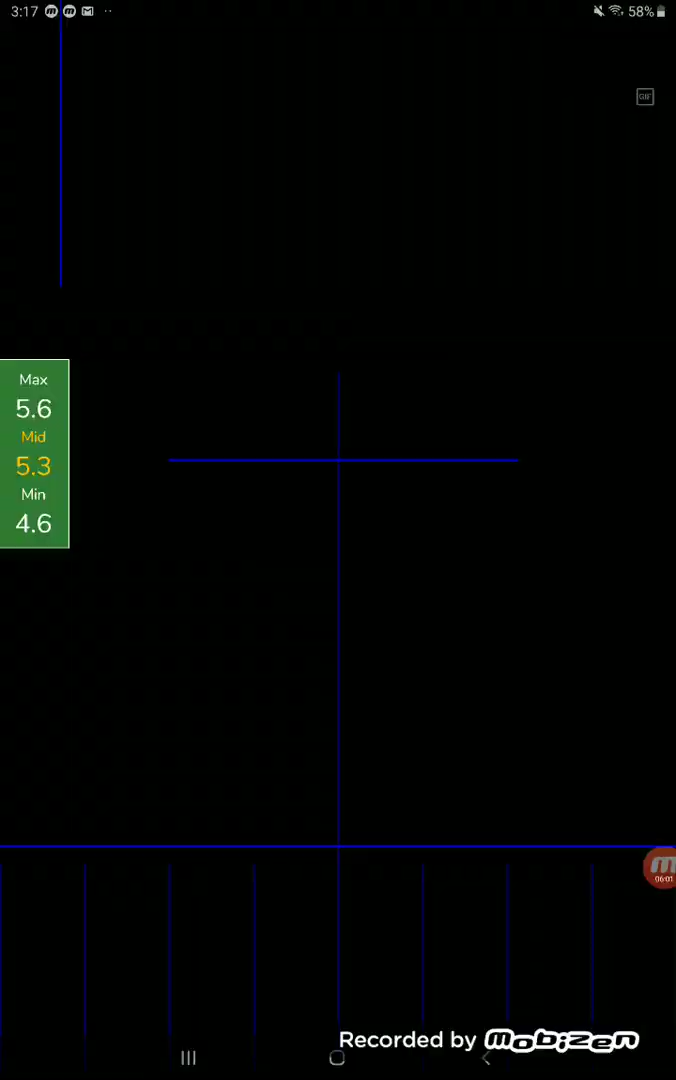 3:17
58%
GIF
Max
5.6
Mid
5.3
Min
4.6
06:01
Recorded by mobizen